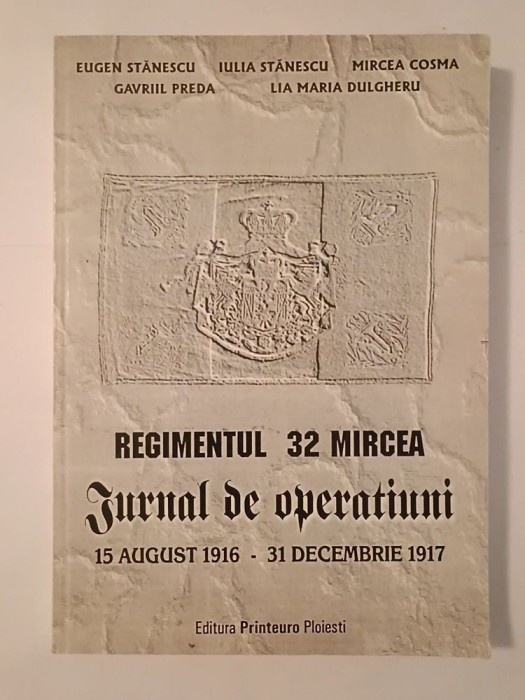 EUGEN STĂNESCU IULIA STĂNESCU MIRCEA COSMA
GAVRIIL PREDA LIA MARIA DULGHERU
REGIMENTUL 32 MIRCEA
Jurnal de operatiuni
15 AUGUST 1916 - 31 DECEMBRIE 1917
Editura Printeuro Ploiesti